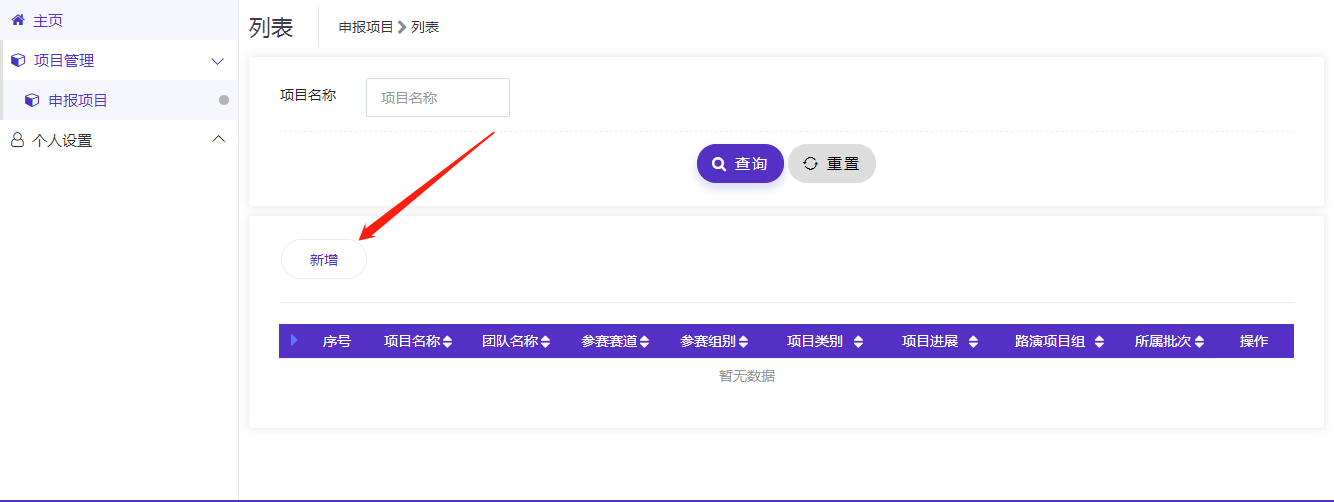 主页
项目管理
申报项目
个人设置
列表
申报项目 列表
项目名称 项目名称
查询 重置
新增
序号 项目名称 团队名称 参赛赛道 参赛组别 项目类别 项目进展 路演项目组 所属批次 操作
暂无数据